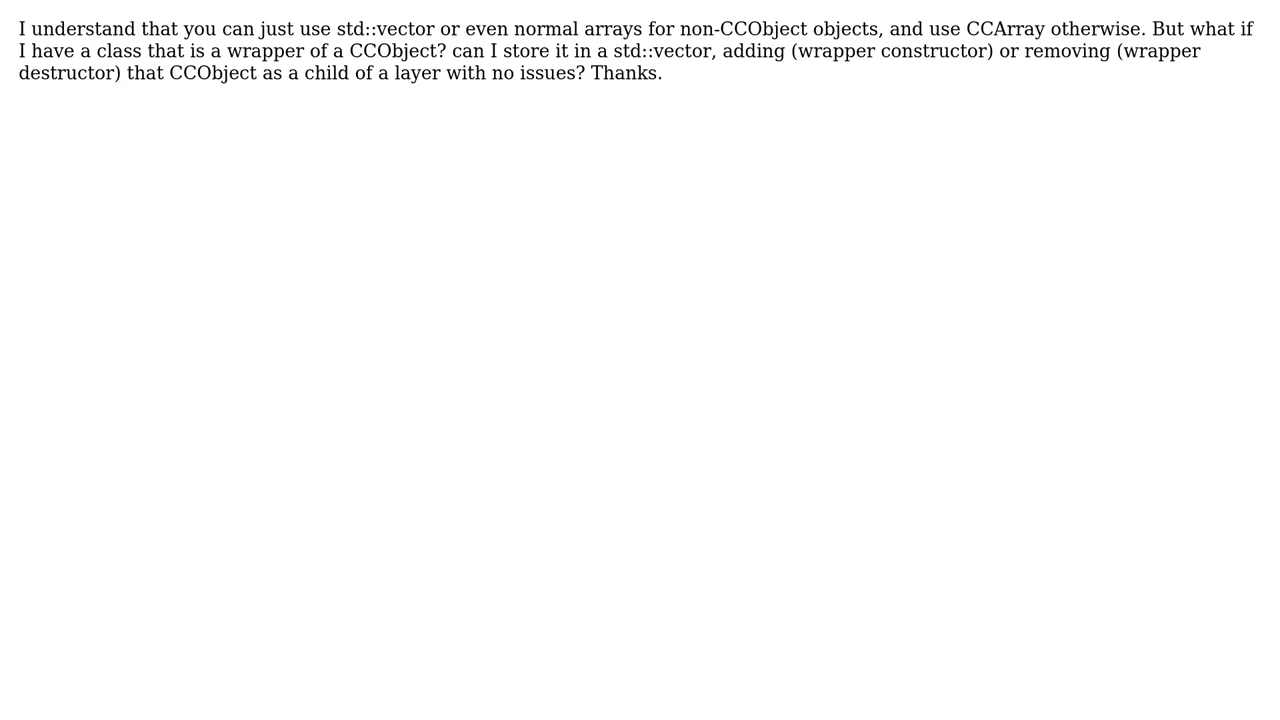 I understand that you can just use std::vector or even normal arrays for non-CCObject objects, and use CCArray otherwise. But what if
I have a class that is a wrapper of a CCObject? can I store it in a std::vector, adding (wrapper constructor) or removing (wrapper
destructor) that CCObject as a child of a layer with no issues? Thanks.